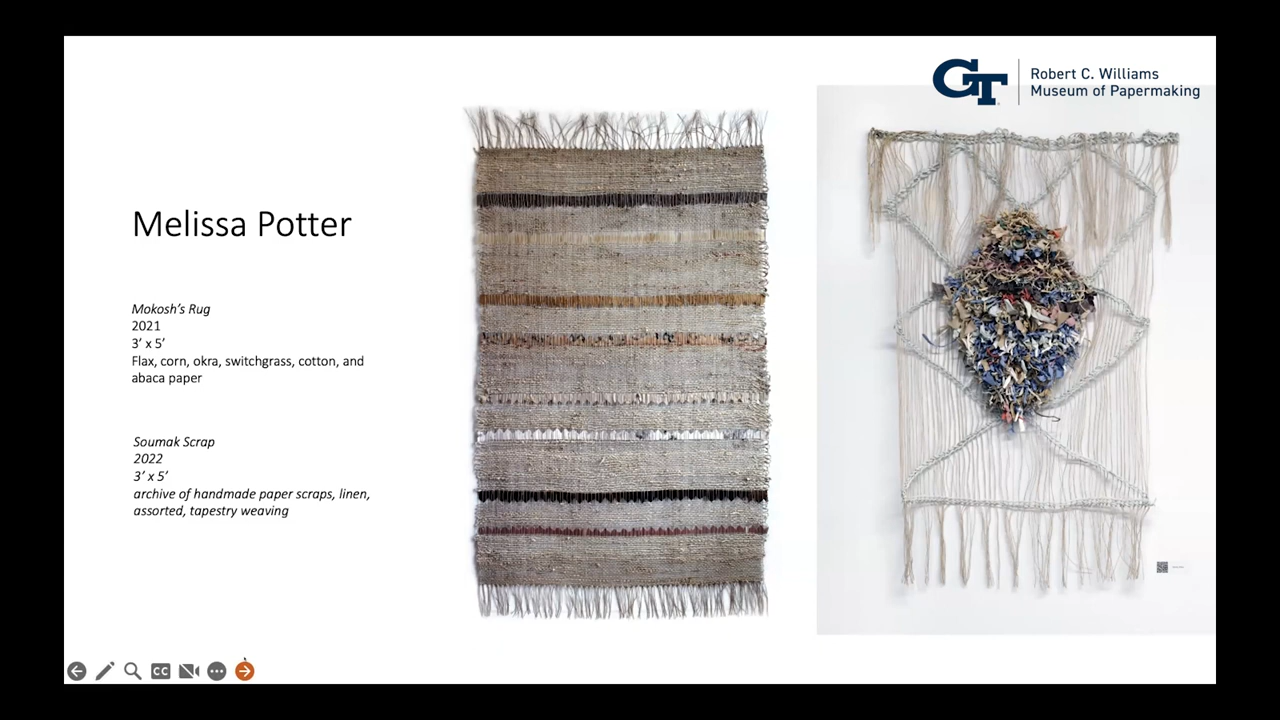 GT
Robert C. Williams
Museum of Papermaking
Melissa Potter
Mokosh's Rug
2021
3' x 5'
Flax, corn, okra, switchgrass, cotton, and
abaca paper
Soumak Scrap
2022
3' x 5'
archive of handmade paper scraps, linen,
assorted, tapestry weaving
CC